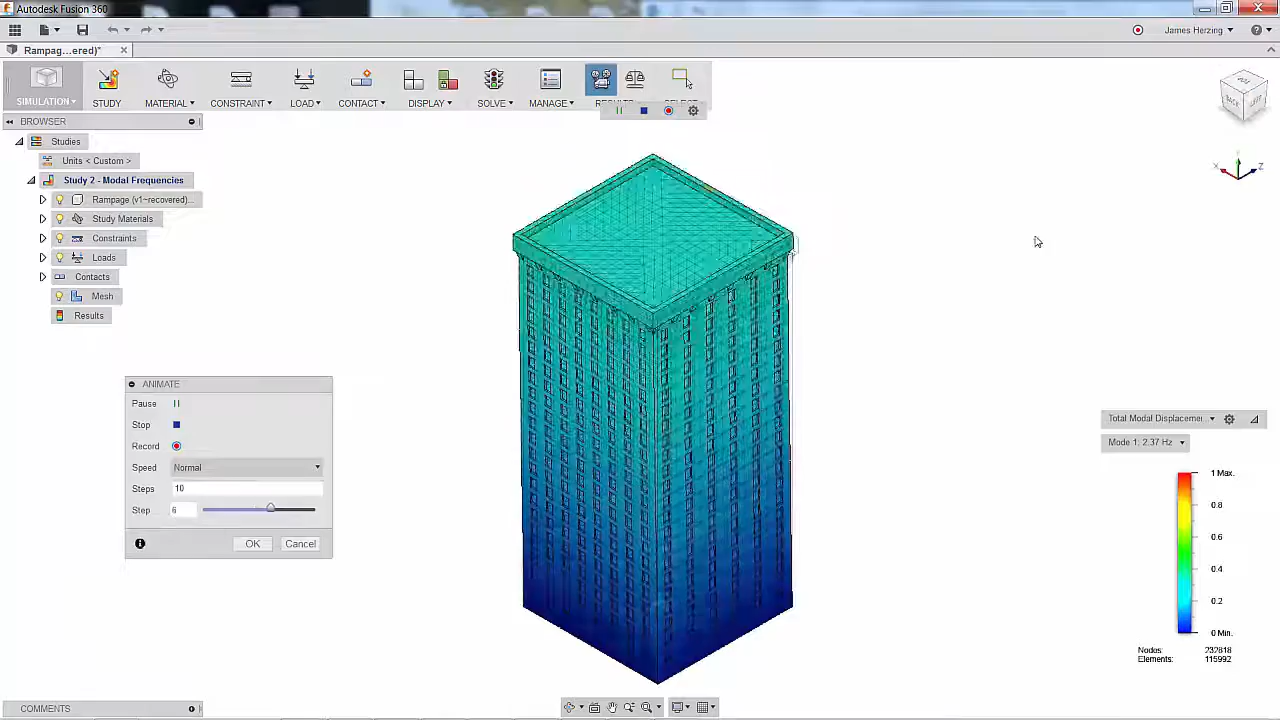 Autodesk Fusion 360
James Herzing
Rampag...ered)*
SIMULATION
STUDY
MATERIAL
CONSTRAINT
LOAD
CONTACT
DISPLAY
SOLVE
MANAGE
BROWSER
Studies
Units < Custom >
Study 2 - Modal Frequencies
Rampage (v1~recovered)...
Study Materials
Constraints
Loads
Contacts
Mesh
Results
BACK
LEFT
X
Y
Z
ANIMATE
Pause
Stop
Record
Speed Normal
Steps 10
Step 6
OK Cancel
Total Modal Displacemer
Mode 1: 2.37 Hz
1 Max.
0.8
0.6
0.4
0.2
0 Min.
Nodes: 232818
Elements: 115992
COMMENTS